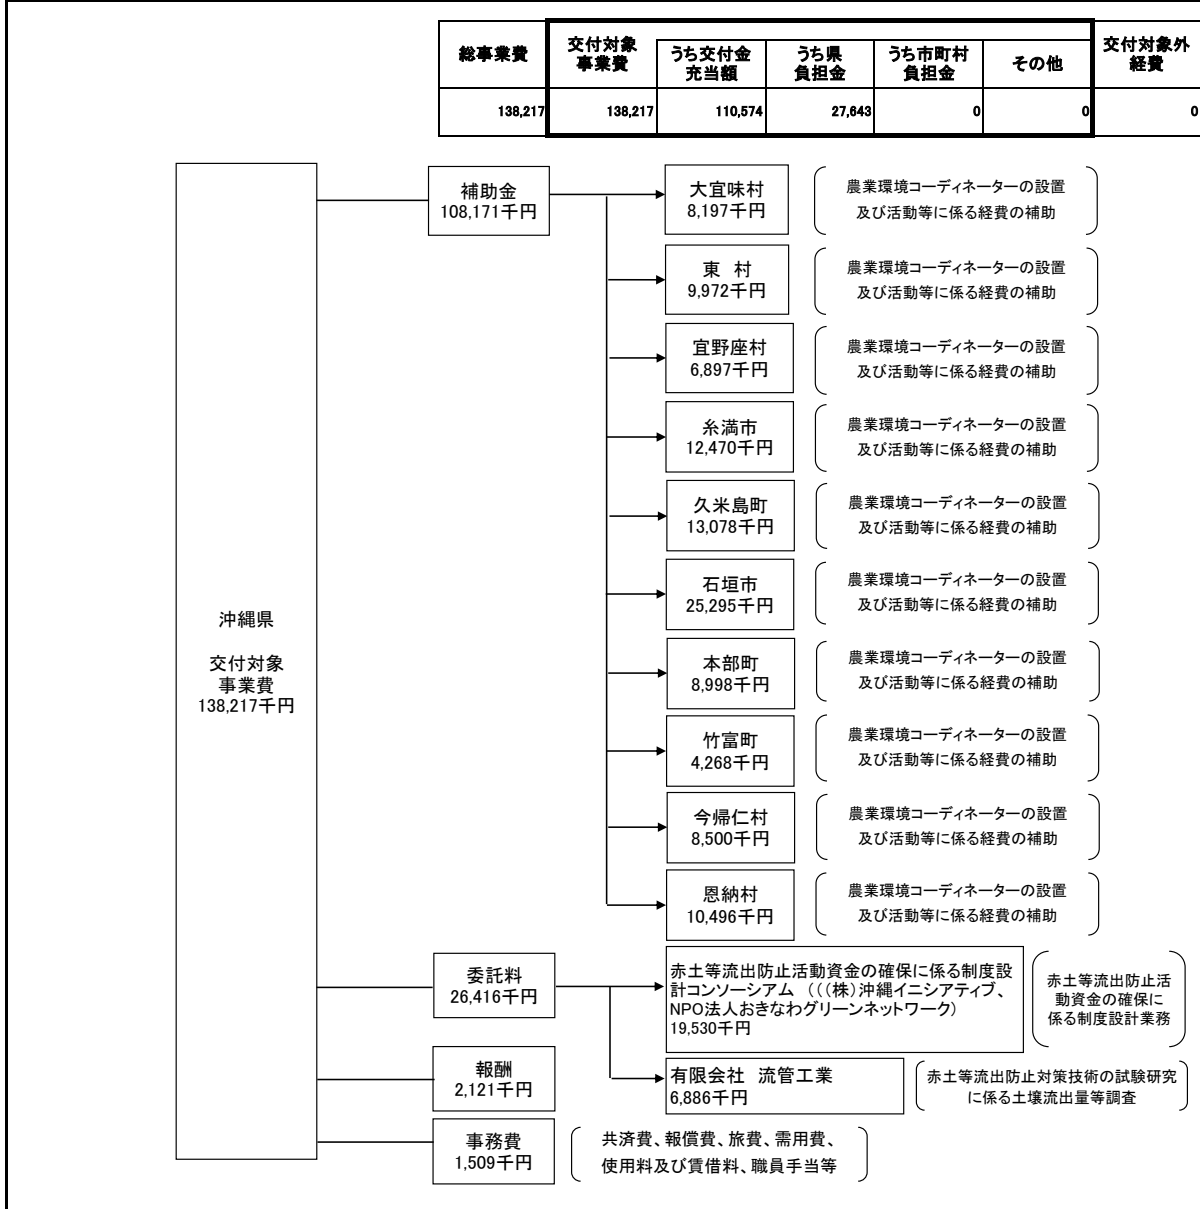 総事業費
交付対象
事業費
うち交付金
充当額
うち県
負担金
うち市町村
負担金
その他
交付対象外
経費
138,217
138,217
110,574
27,643
0
0
0
沖縄県
交付対象
事業費
138,217千円
補助金
108,171千円
大宜味村
8,197千円
農業環境コーディネーターの設置
及び活動等に係る経費の補助
東 村
9,972千円
農業環境コーディネーターの設置
及び活動等に係る経費の補助
宜野座村
6,897千円
農業環境コーディネーターの設置
及び活動等に係る経費の補助
糸満市
12,470千円
農業環境コーディネーターの設置
及び活動等に係る経費の補助
久米島町
13,078千円
農業環境コーディネーターの設置
及び活動等に係る経費の補助
石垣市
25,295千円
農業環境コーディネーターの設置
及び活動等に係る経費の補助
本部町
8,998千円
農業環境コーディネーターの設置
及び活動等に係る経費の補助
竹富町
4,268千円
農業環境コーディネーターの設置
及び活動等に係る経費の補助
今帰仁村
8,500千円
農業環境コーディネーターの設置
及び活動等に係る経費の補助
恩納村
10,496千円
農業環境コーディネーターの設置
及び活動等に係る経費の補助
委託料
26,416千円
赤土等流出防止活動資金の確保に係る制度設
計コンソーシアム (((株)沖縄イニシアティブ、
NPO法人おきなわグリーンネットワーク)
19,530千円
赤土等流出防止活
動資金の確保に
係る制度設計業務
有限会社 流管工業
6,886千円
赤土等流出防止対策技術の試験研究
に係る土壌流出量等調査
報酬
2,121千円
事務費
1,509千円
共済費、報償費、旅費、需用費、
使用料及び賃借料、職員手当等